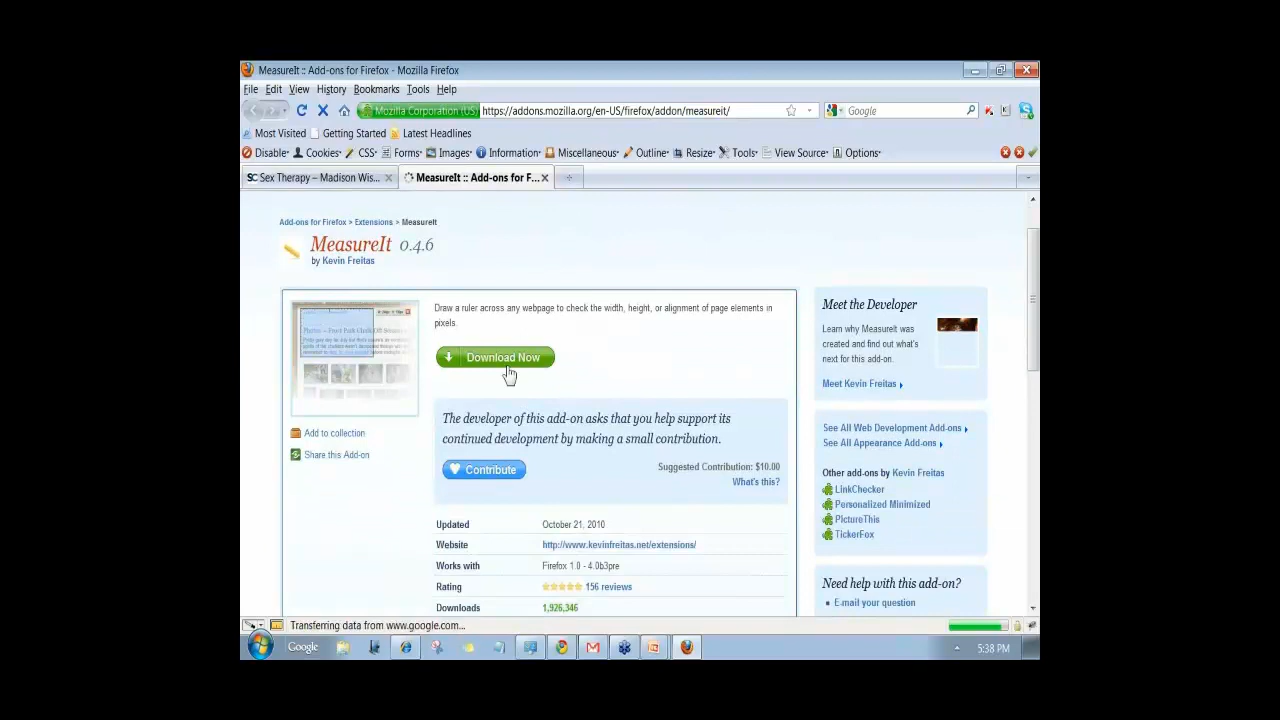 MeasureIt :: Add-ons for Firefox - Mozilla Firefox
File Edit View History Bookmarks Tools Help
Mozilla Corporation (US) https://addons.mozilla.org/en-US/firefox/addon/measureit/ Google
Most Visited Getting Started Latest Headlines
Disable Cookies CSS Forms Images Information Miscellaneous Outline Resize Tools View Source Options
SC Sex Therapy – Madison Wis... MeasureIt :: Add-ons for F...
Add-ons for Firefox > Extensions > MeasureIt
MeasureIt 0.4.6
by Kevin Freitas
Draw a ruler across any webpage to check the width, height, or alignment of page elements in
pixels.
Download Now
The developer of this add-on asks that you help support its
continued development by making a small contribution.
Contribute
Suggested Contribution: $10.00
What's this?
Add to collection
Share this Add-on
Updated October 21, 2010
Website http://www.kevinfreitas.net/extensions/
Works with Firefox 1.0 - 4.0b3pre
Rating 156 reviews
Downloads 1,926,346
Meet the Developer
Learn why MeasureIt was
created and find out what's
next for this add-on.
Meet Kevin Freitas
See All Web Development Add-ons
See All Appearance Add-ons
Other add-ons by Kevin Freitas
LinkChecker
Personalized Minimized
PictureThis
TickerFox
Need help with this add-on?
E-mail your question
Transferring data from www.google.com...
Google
5:38 PM